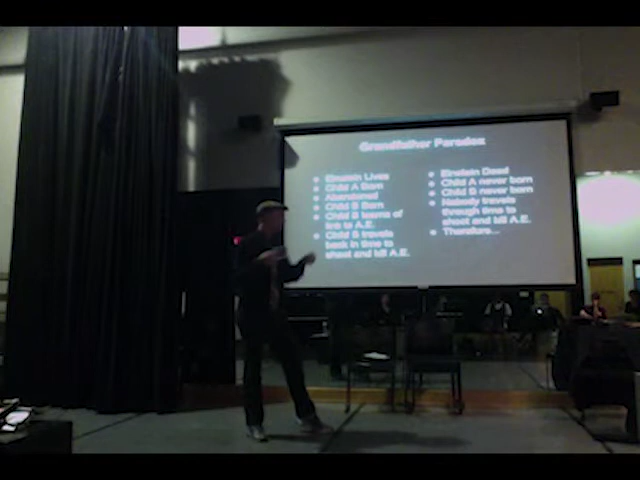 Grandfather Paradox
Einstein Lives
Child A Born
Abandoned
Child B Born
Child B learns of
link to A.E.
Child B travels
back in time to
shoot and kill A.E.
Einstein Dead
Child A never born
Child B never born
Nobody travels
through time to
shoot and kill A.E.
Therefore...